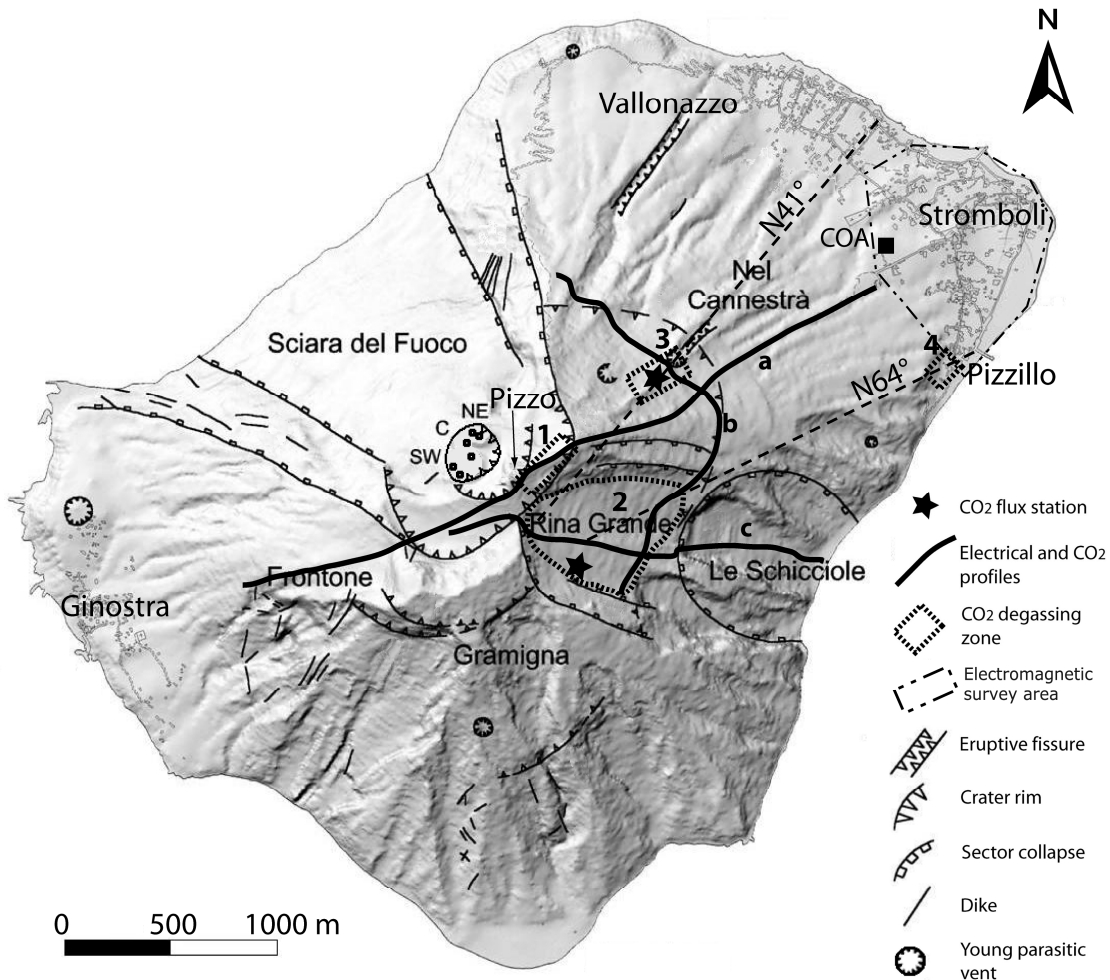 N
Vallonazzo
N41°
Stromboli
COA
Nel
Cannestrà
Sciara del Fuoco
3
a
4
N64°
Pizzillo
Pizzo
NE
C
1
b
SW
2
Rina Grande
c
Le Schicciole
Frontone
Ginostra
Gramigna
0 500 1000 m
CO2 flux station
Electrical and CO2
profiles
CO2 degassing
zone
Electromagnetic
survey area
Eruptive fissure
Crater rim
Sector collapse
Dike
Young parasitic
vent